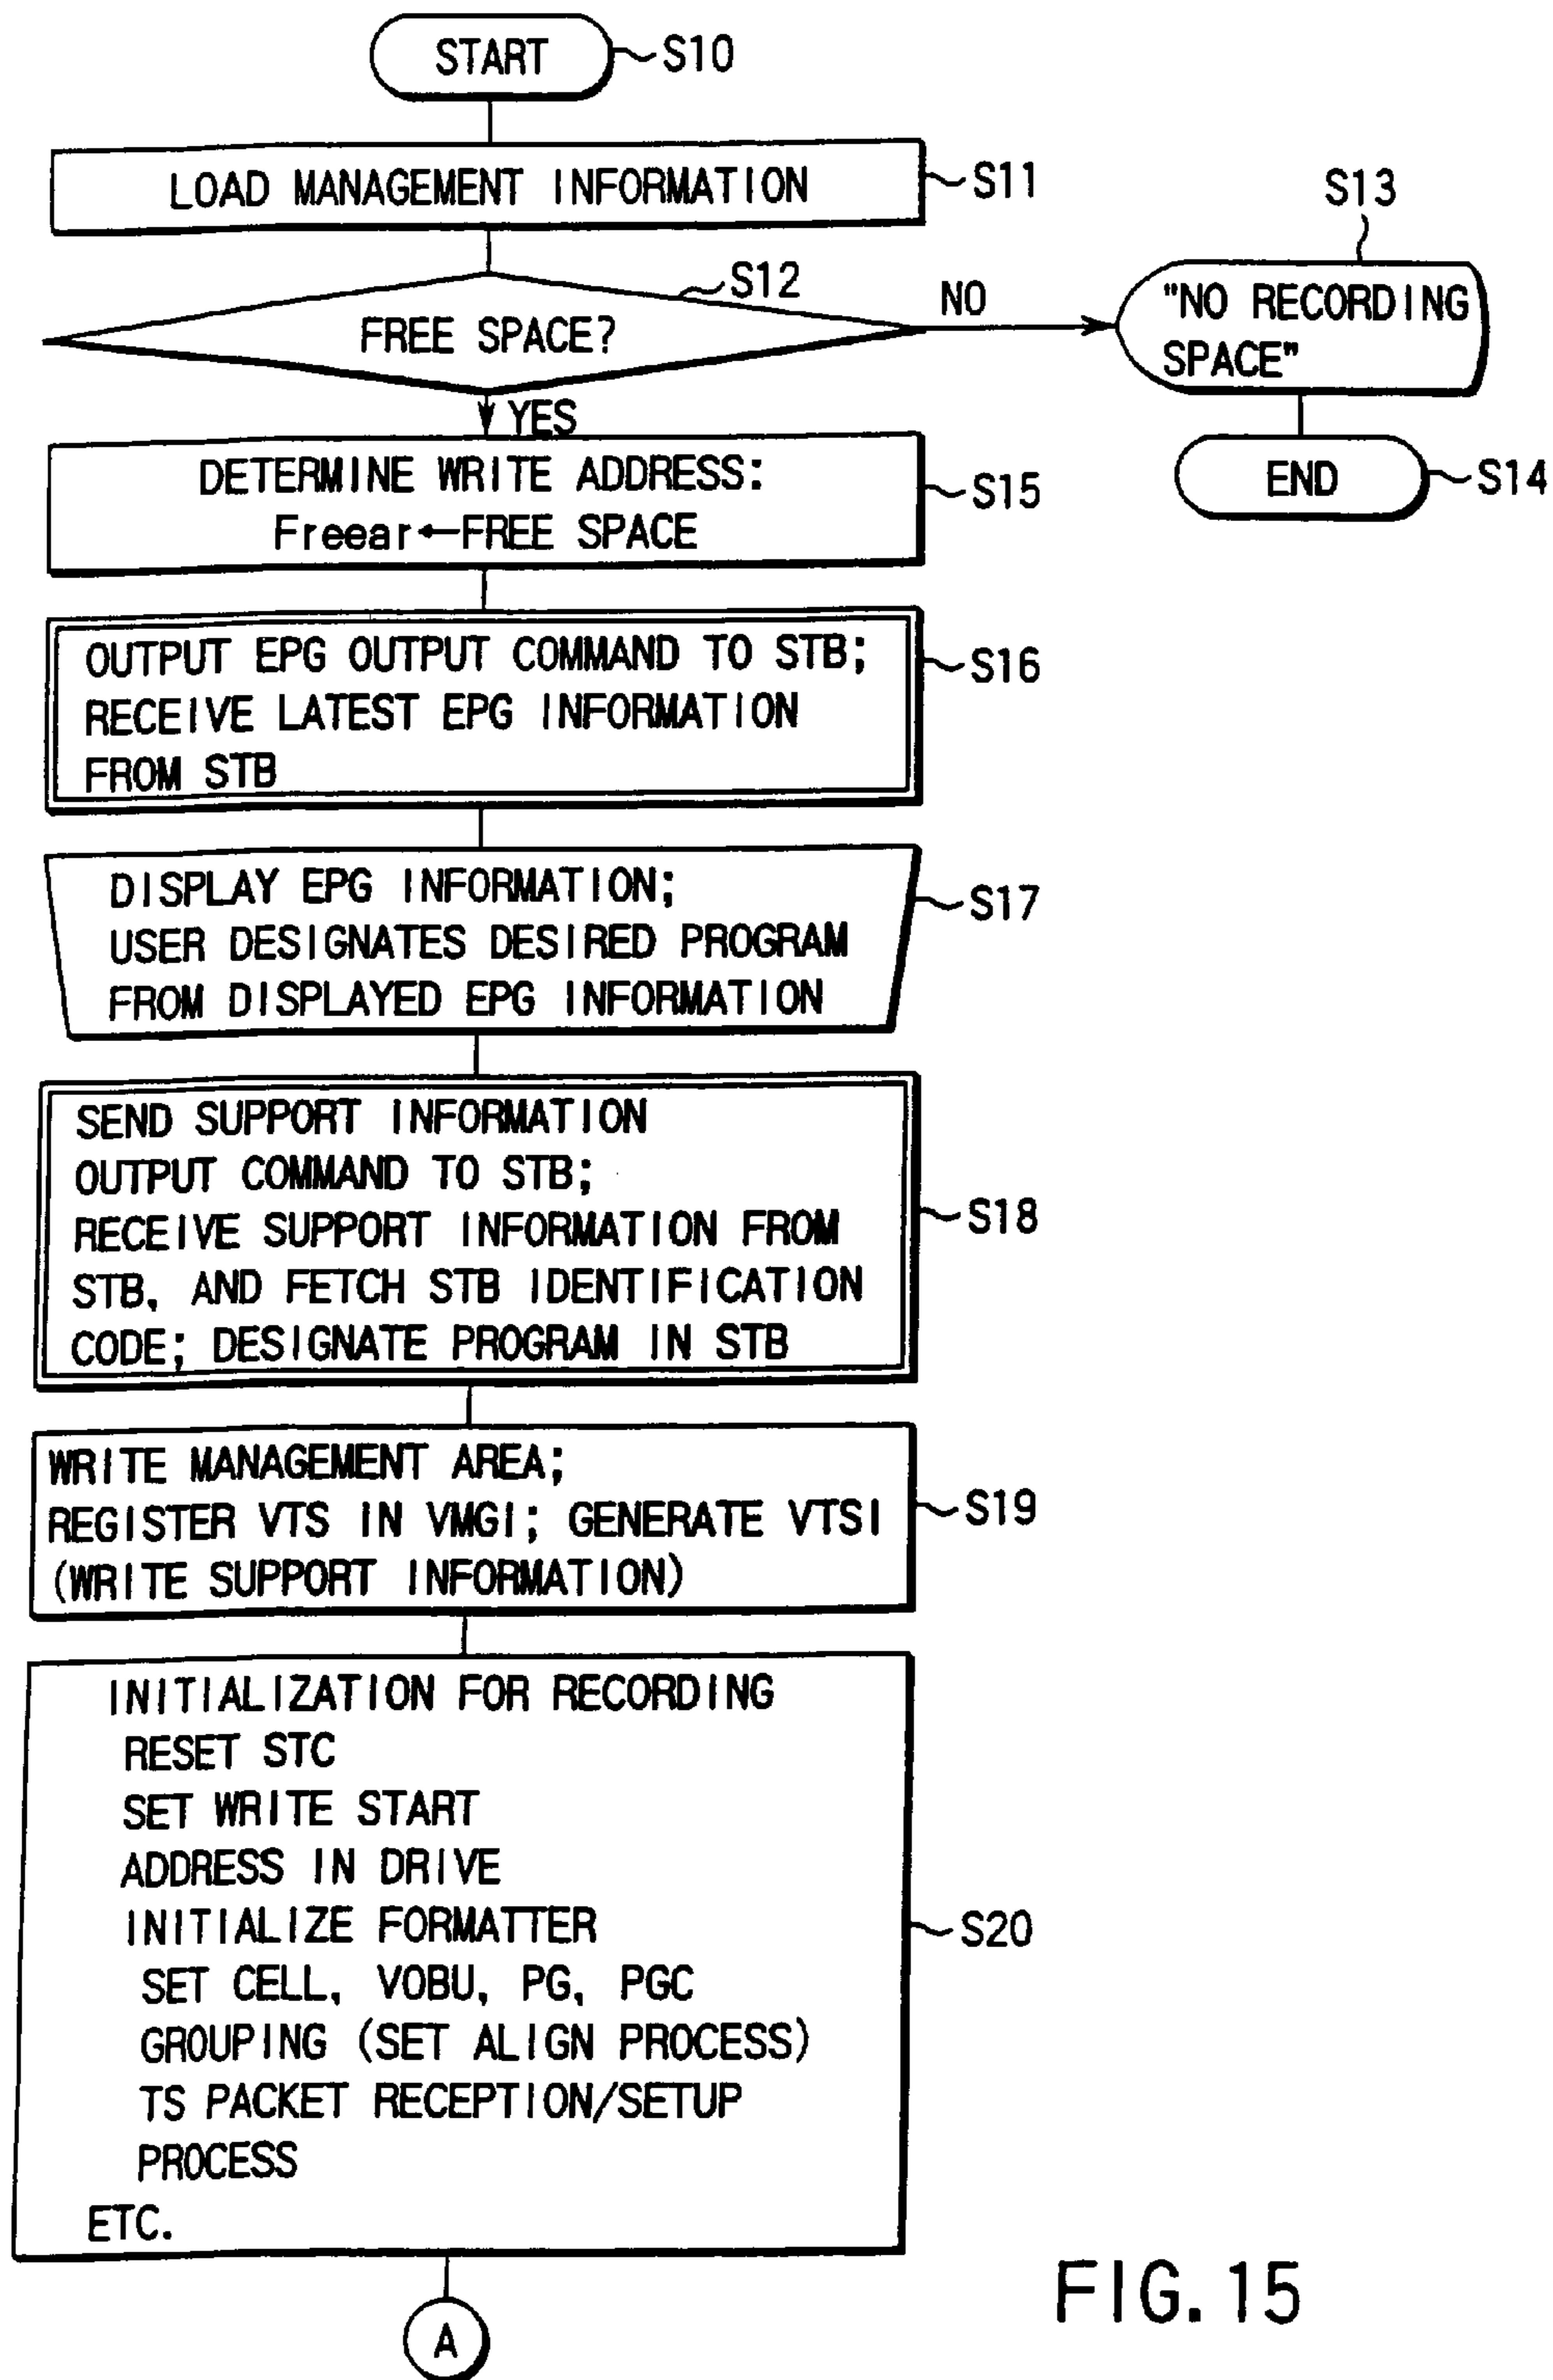 START
S10
LOAD MANAGEMENT INFORMATION
S11
S12
FREE SPACE?
NO
S13
"NO RECORDING
SPACE"
END
S14
YES
DETERMINE WRITE ADDRESS:
Freear←FREE SPACE
S15
OUTPUT EPG OUTPUT COMMAND TO STB;
RECEIVE LATEST EPG INFORMATION
FROM STB
S16
DISPLAY EPG INFORMATION;
USER DESIGNATES DESIRED PROGRAM
FROM DISPLAYED EPG INFORMATION
S17
SEND SUPPORT INFORMATION
OUTPUT COMMAND TO STB;
RECEIVE SUPPORT INFORMATION FROM
STB, AND FETCH STB IDENTIFICATION
CODE; DESIGNATE PROGRAM IN STB
S18
WRITE MANAGEMENT AREA;
REGISTER VTS IN VMGI; GENERATE VTSI
(WRITE SUPPORT INFORMATION)
S19
INITIALIZATION FOR RECORDING
RESET STC
SET WRITE START
ADDRESS IN DRIVE
INITIALIZE FORMATTER
SET CELL, VOBU, PG, PGC
GROUPING (SET ALIGN PROCESS)
TS PACKET RECEPTION/SETUP
PROCESS
ETC.
S20
A
FIG. 15